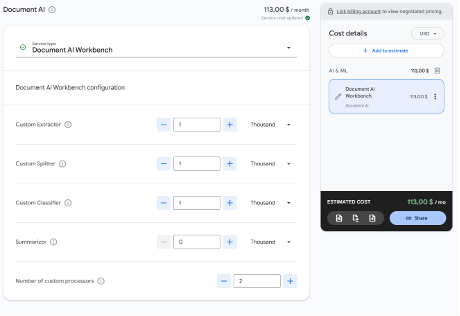 Document AI
113,00 $ / month
Service cost updated
Service type
Document AI Workbench
Document AI Workbench configuration
Custom Extractor
1
Thousand
Custom Splitter
1
Thousand
Custom Classifier
1
Thousand
Summarizer
0
Thousand
Number of custom processors
2
Link billing account to view negotiated pricing.
Cost details
USD
+ Add to estimate
AI & ML
113,00 $
Document AI
Workbench
113,00 $
Document AI
ESTIMATED COST
113,00 $ / mo
Share